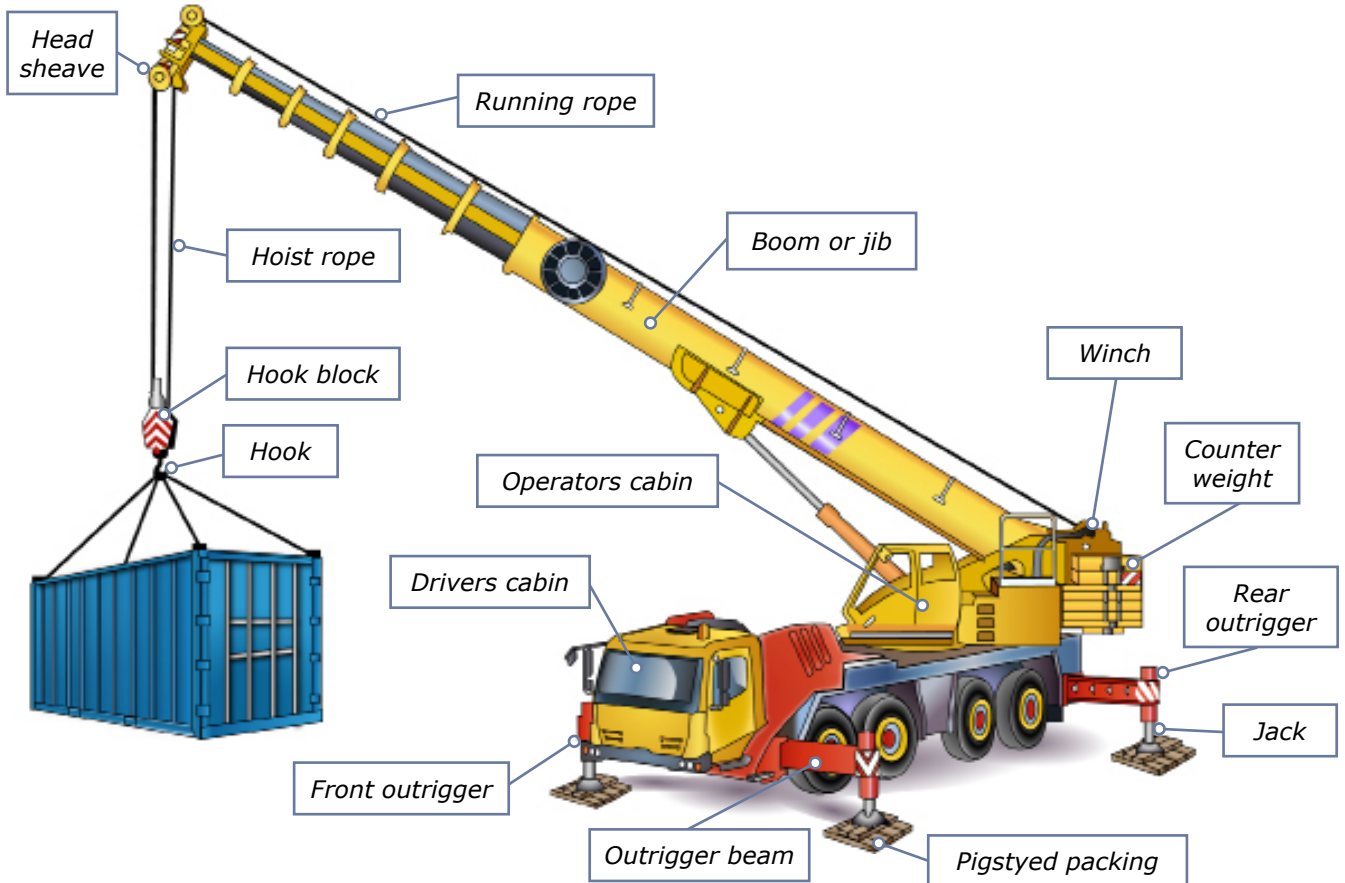 Head
sheave
Running rope
Boom or jib
Hoist rope
Winch
Hook block
Counter
weight
Hook
Operators cabin
Drivers cabin
Rear
outrigger
Jack
Front outrigger
Outrigger beam
Pigstyed packing